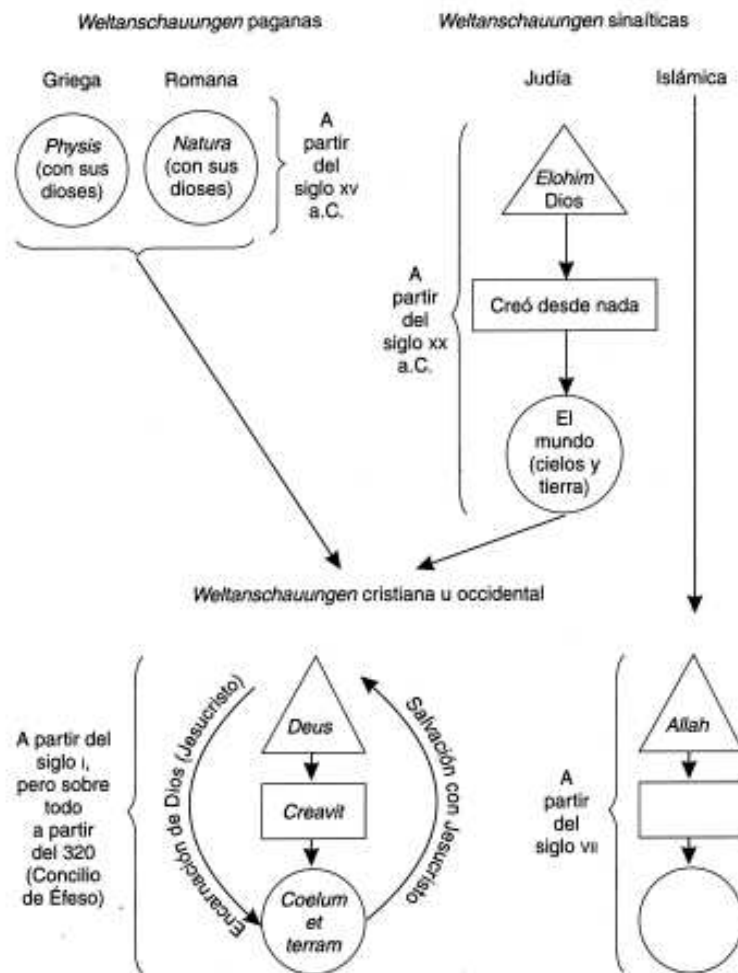 Weltanschauungen paganas
Griega
Romana
Physis
(con sus
dioses)
Natura
(con sus
dioses)
A
partir
del
siglo XV
a.C.
Weltanschauungen sinaíticas
Judía
Islámica
A
partir
del
siglo XX
a.C.
Elohim
Dios
Creó desde nada
El
mundo
(cielos y
tierra)
Weltanschauungen cristiana u occidental
A partir del
siglo I,
pero sobre
todo
a partir
del 320
(Concilio
de Éfeso)
Encarnación de Dios (Jesucristo)
Deus
Creavit
Coelum
et
terram
Salvación con Jesucristo
A
partir
del
siglo VII
Allah